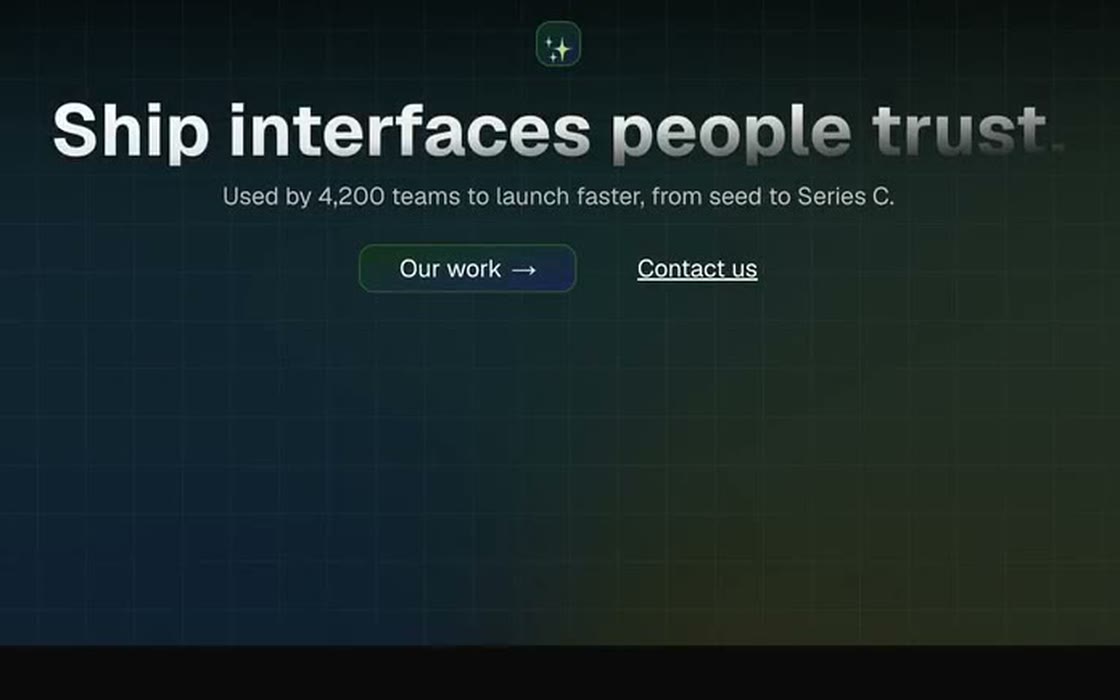 Ship interfaces people trust.
Used by 4,200 teams to launch faster, from seed to Series C.
Our work →
Contact us